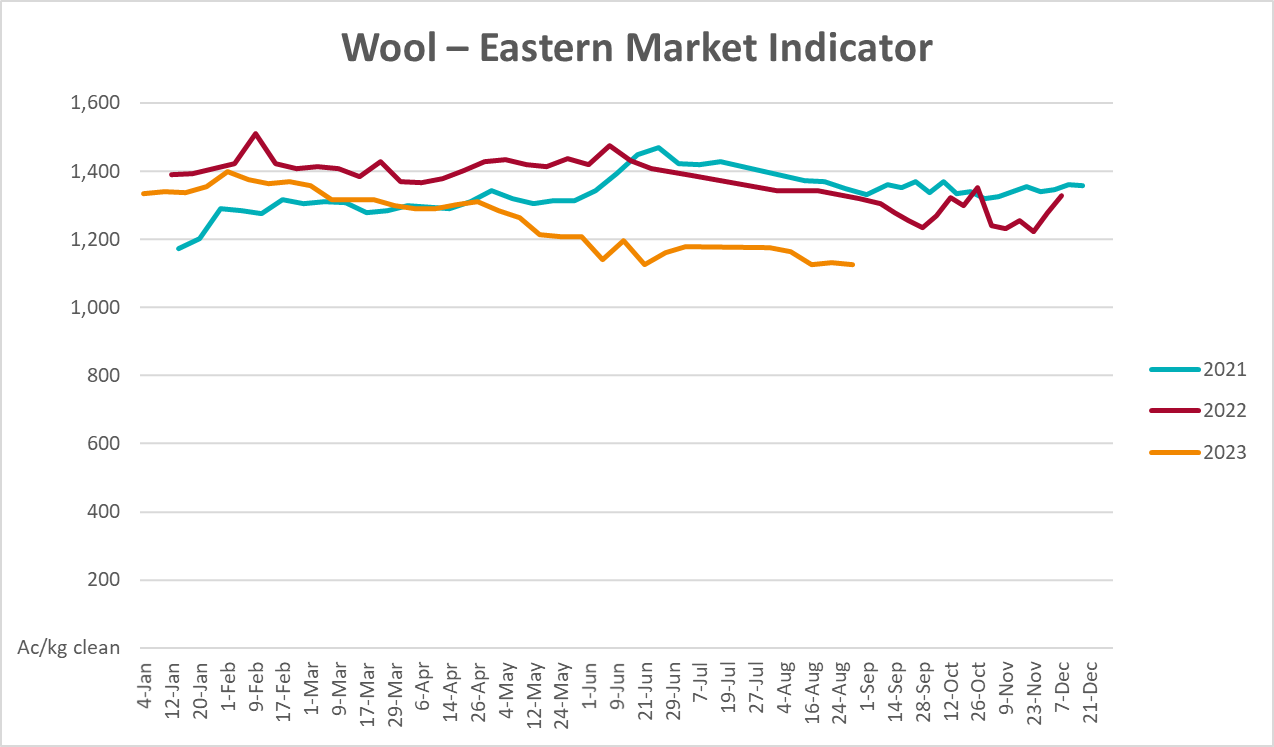 Wool – Eastern Market Indicator
1,600
1,400
1,200
1,000
800
600
400
200
Ac/kg clean
4-Jan
12-Jan
20-Jan
1-Feb
9-Feb
17-Feb
1-Mar
9-Mar
17-Mar
29-Mar
6-Apr
14-Apr
26-Apr
4-May
12-May
24-May
1-Jun
9-Jun
21-Jun
29-Jun
7-Jul
19-Jul
27-Jul
4-Aug
16-Aug
24-Aug
1-Sep
14-Sep
28-Sep
12-Oct
26-Oct
9-Nov
23-Nov
7-Dec
21-Dec
2021
2022
2023